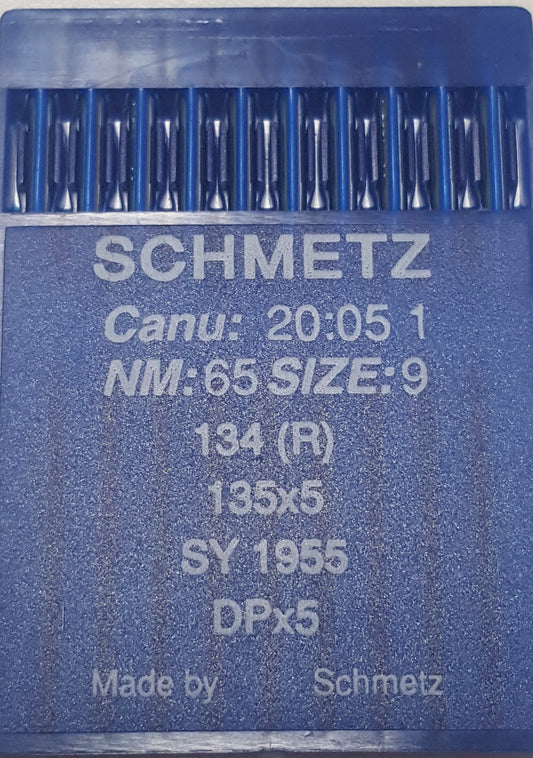 SCHMETZ
Canu: 20:05 1
NM:65 SIZE:9
134 (R)
135x5
SY 1955
DPx5
Made by Schmetz